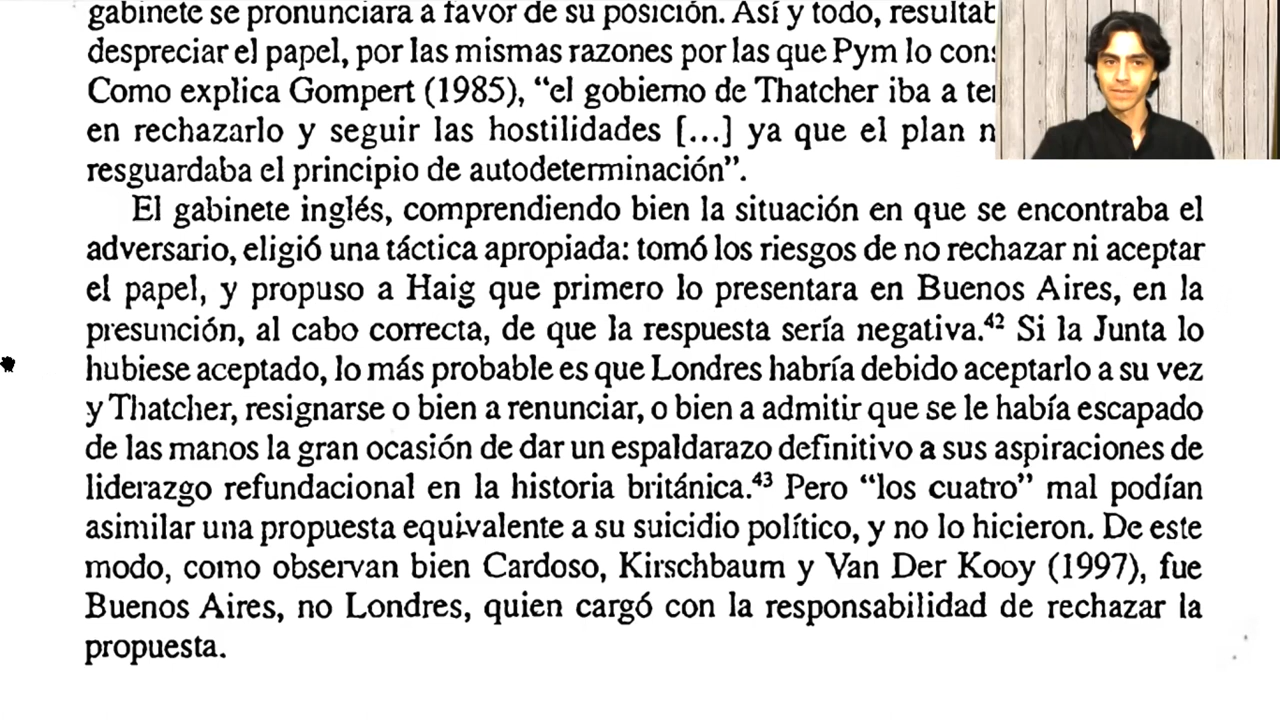 gabinete se pronunciara a favor de su posición. Así y todo,
despreciar el papel, por las mismas razones por las que Pym lo
Como explica Gompert (1985), “el gobierno de Thatcher iba a
en rechazarlo y seguir las hostilidades [...] ya que el plan
resguardaba el principio de autodeterminación”.
El gabinete inglés, comprendiendo bien la situación en que se encontraba el
adversario, eligió una táctica apropiada: tomó los riesgos de no rechazar ni aceptar
el papel, y propuso a Haig que primero lo presentara en Buenos Aires, en la
presunción, al cabo correcta, de que la respuesta sería negativa.⁴² Si la Junta lo
hubiese aceptado, lo más probable es que Londres habría debido aceptarlo a su vez
y Thatcher, resignarse o bien a renunciar, o bien a admitir que se le había escapado
de las manos la gran ocasión de dar un espaldarazo definitivo a sus aspiraciones de
liderazgo refundacional en la historia británica.⁴³ Pero “los cuatro” mal podían
asimilar una propuesta equivalente a su suicidio político, y no lo hicieron. De este
modo, como observan bien Cardoso, Kirschbaum y Van Der Kooy (1997), fue
Buenos Aires, no Londres, quien cargó con la responsabilidad de rechazar la
propuesta.